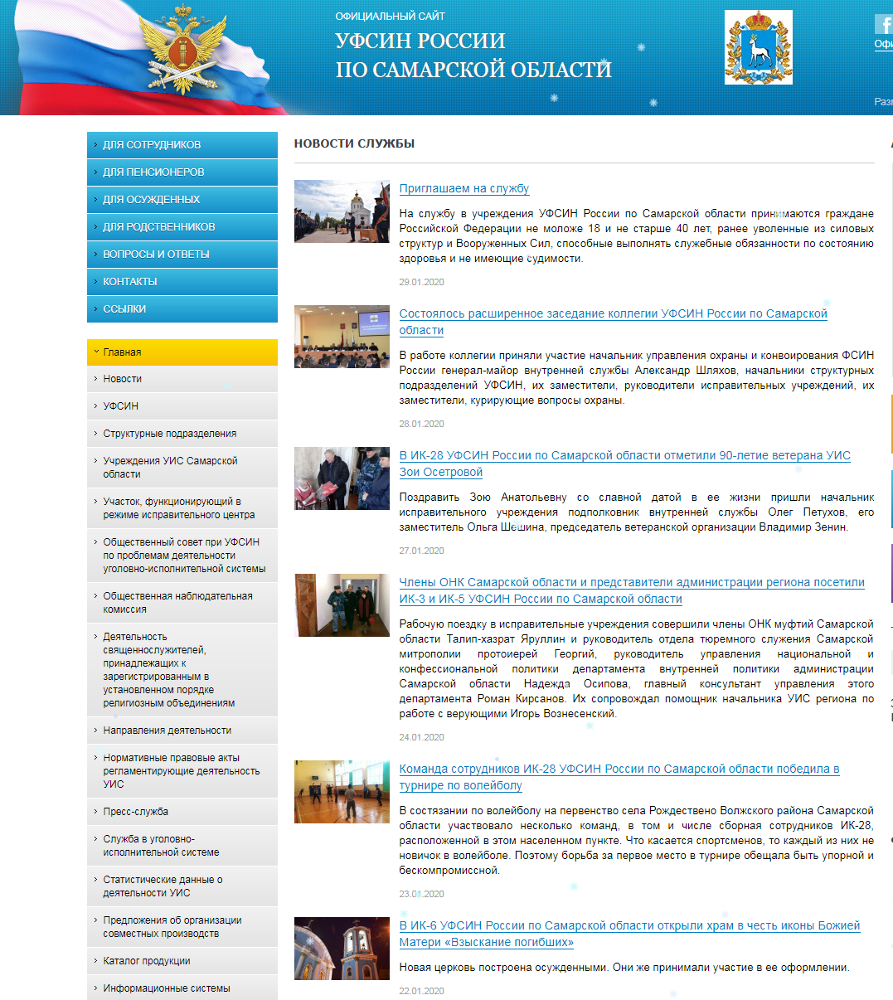 ОФИЦИАЛЬНЫЙ САЙТ
УФСИН РОССИИ
ПО САМАРСКОЙ ОБЛАСТИ
ДЛЯ СОТРУДНИКОВ
ДЛЯ ПЕНСИОНЕРОВ
ДЛЯ ОСУЖДЕННЫХ
ДЛЯ РОДСТВЕННИКОВ
ВОПРОСЫ И ОТВЕТЫ
КОНТАКТЫ
ССЫЛКИ
Главная
Новости
УФСИН
Структурные подразделения
Учреждения УИС Самарской
области
Участок, функционирующий в
режиме исправительного центра
Общественный совет при УФСИН
по проблемам деятельности
уголовно-исполнительной системы
Общественная наблюдательная
комиссия
Деятельность
священнослужителей,
принадлежащих к
зарегистрированным в
установленном порядке
религиозным объединениям
Направления деятельности
Нормативные правовые акты
регламентирующие деятельность
УИС
Пресс-служба
Служба в уголовно-
исполнительной системе
Статистические данные о
деятельности УИС
Предложения об организации
совместных производств
Каталог продукции
Информационные системы
НОВОСТИ СЛУЖБЫ
Приглашаем на службу
На службу в учреждения УФСИН России по Самарской области принимаются граждане
Российской Федерации не моложе 18 и не старше 40 лет, ранее уволенные из силовых
структур и Вооруженных Сил, способные выполнять служебные обязанности по состоянию
здоровья и не имеющие судимости.
29.01.2020
Состоялось расширенное заседание коллегии УФСИН России по Самарской
области
В работе коллегии приняли участие начальник управления охраны и конвоирования ФСИН
России генерал-майор внутренней службы Александр Шляхов, начальники структурных
подразделений УФСИН, их заместители, руководители исправительных учреждений, их
заместители, курирующие вопросы охраны.
28.01.2020
В ИК-28 УФСИН России по Самарской области отметили 90-летие ветерана УИС
Зои Осетровой
Поздравить Зою Анатольевну со славной датой в ее жизни пришли начальник
исправительного учреждения подполковник внутренней службы Олег Петухов, его
заместитель Ольга Шешина, председатель ветеранской организации Владимир Зенин.
27.01.2020
Члены ОНК Самарской области и представители администрации региона посетили
ИК-3 и ИК-5 УФСИН России по Самарской области
Рабочую поездку в исправительные учреждения совершили члены ОНК муфтий Самарской
области Талип-хазрат Яруллин и руководитель отдела тюремного служения Самарской
митрополии протоиерей Георгий, руководитель управления национальной и
конфессиональной политики департамента внутренней политики администрации
Самарской области Надежда Осипова, главный консультант управления этого
департамента Роман Кирсанов. Их сопровождал помощник начальника УИС региона по
работе с верующими Игорь Вознесенский.
24.01.2020
Команда сотрудников ИК-28 УФСИН России по Самарской области победила в
турнире по волейболу
В состязании по волейболу на первенство села Рождествено Волжского района Самарской
области участвовало несколько команд, в том и числе сборная сотрудников ИК-28,
расположенной в этом населенном пункте. Что касается спортсменов, то каждый из них не
новичок в волейболе. Поэтому борьба за первое место в турнире обещала быть упорной и
бескомпромиссной.
23.01.2020
В ИК-6 УФСИН России по Самарской области открыли храм в честь иконы Божией
Матери «Взыскание погибших»
Новая церковь построена осужденными. Они же принимали участие в ее оформлении.
22.01.2020